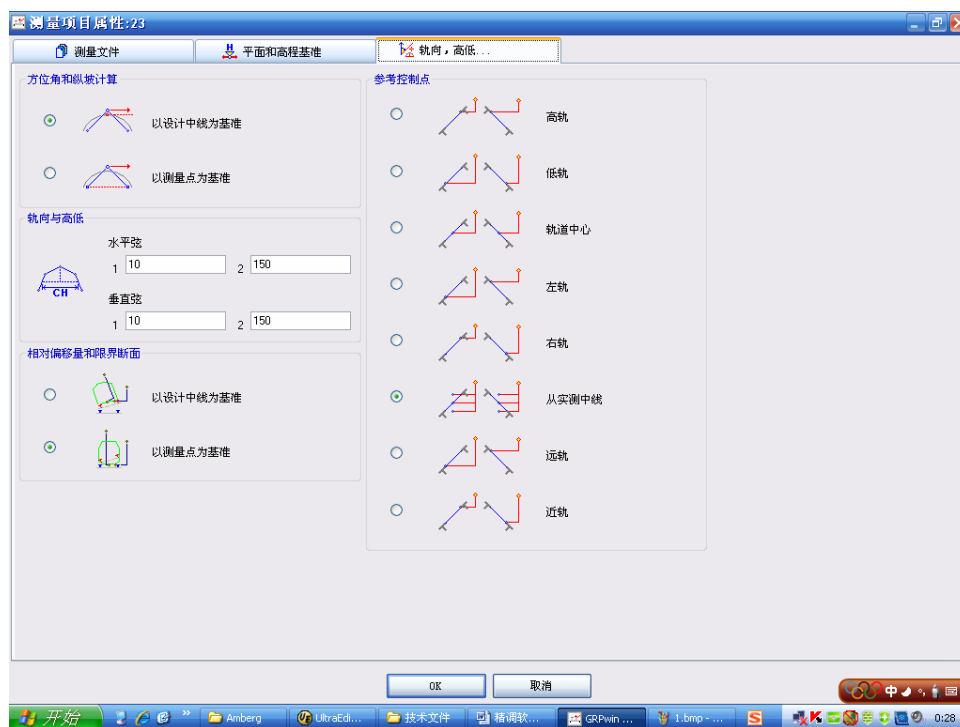 测量项目属性:23
测量文件
平面和高程基准
轨向，高低...
方位角和纵坡计算
以设计中线为基准
以测量点为基准
轨向与高低
水平弦
1 10 2 150
CH
垂直弦
1 10 2 150
相对偏移量和限界断面
以设计中线为基准
以测量点为基准
参考控制点
高轨
低轨
轨道中心
左轨
右轨
从实测中线
远轨
近轨
OK
取消
中
开始
Amberg
UltraEdi...
技术文件
精调软...
GRPwin ...
1.bmp - ...
0:28